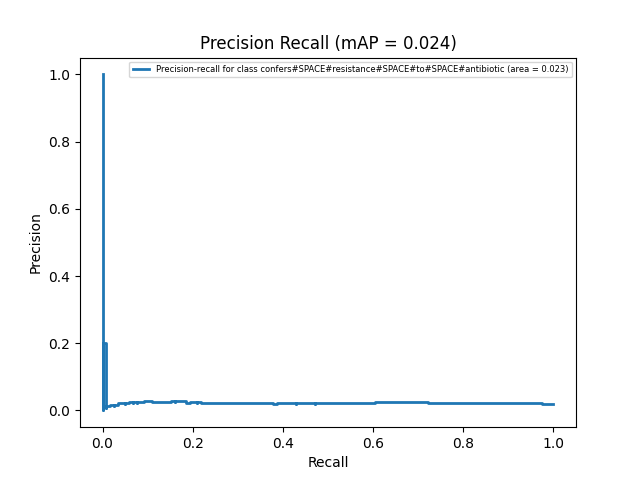 Precision Recall (mAP = 0.024)
Precision-recall for class confers#SPACE#resistance#SPACE#to#SPACE#antibiotic (area = 0.023)
1.0
0.8
0.6
0.4
0.2
0.0
Precision
0.0 0.2 0.4 0.6 0.8 1.0
Recall